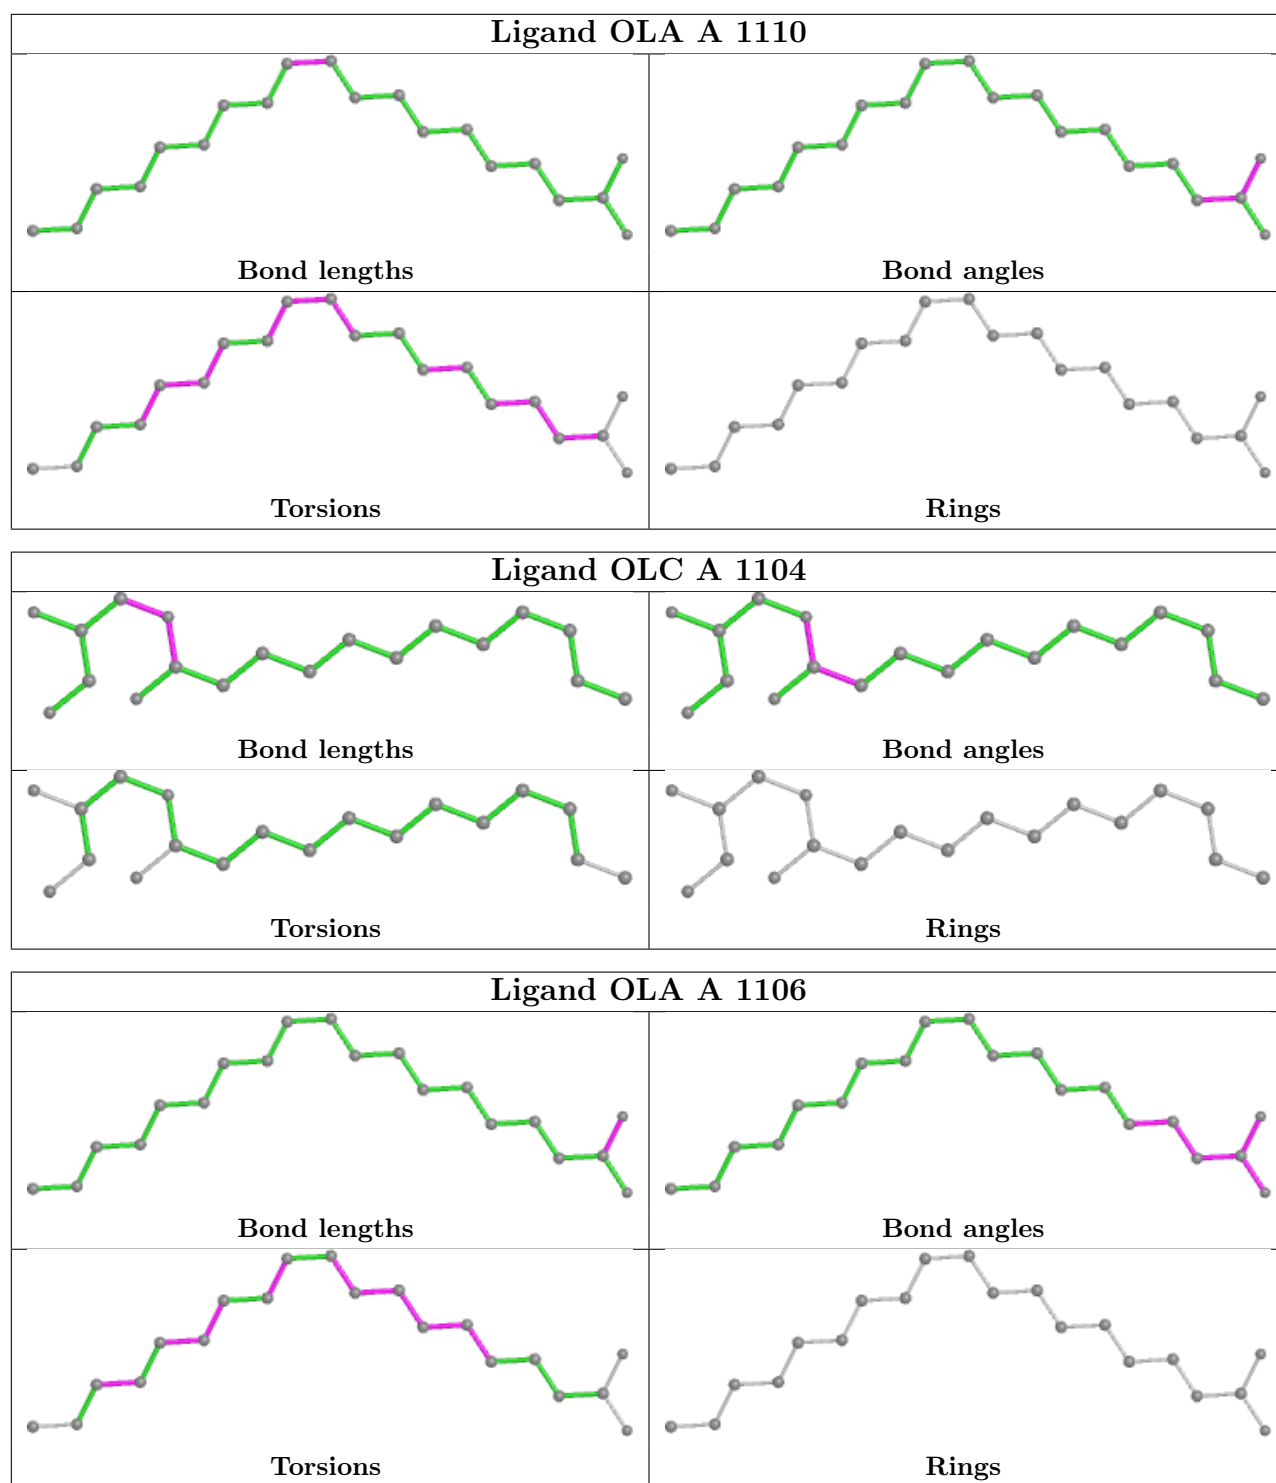 Ligand OLA A 1110
Bond lengths
Bond angles
Torsions
Rings
Ligand OLC A 1104
Bond lengths
Bond angles
Torsions
Rings
Ligand OLA A 1106
Bond lengths
Bond angles
Torsions
Rings